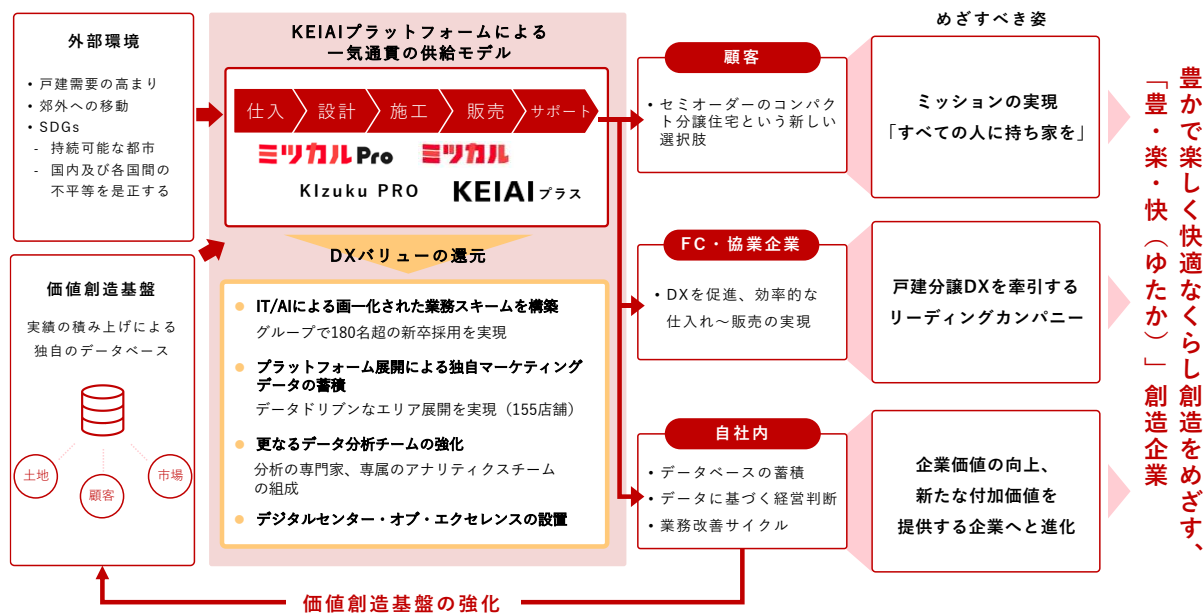 外部環境
• 戸建需要の高まり
• 郊外への移動
• SDGs
- 持続可能な都市
- 国内及び各国間の
不平等を是正する
価値創造基盤
実績の積み上げによる
独自のデータベース
土地
顧客
市場
KEIAIプラットフォームによる
一気通貫の供給モデル
仕入
設計
施工
販売
サポート
ミツカルPro
ミツカル
KIzuku PRO
KEIAIプラス
DXバリューの還元
• IT/AIによる画一化された業務スキームを構築
グループで180名超の新卒採用を実現
• プラットフォーム展開による独自マーケティング
データの蓄積
データドリブンなエリア展開を実現（155店舗）
• 更なるデータ分析チームの強化
分析の専門家、専属のアナリティクスチーム
の組成
• デジタルセンター・オブ・エクセレンスの設置
顧客
• セミオーダーのコンパク
ト分譲住宅という新しい
選択肢
FC・協業企業
• DXを促進、効率的な
仕入れ～販売の実現
自社内
• データベースの蓄積
• データに基づく経営判断
• 業務改善サイクル
価値創造基盤の強化
めざすべき姿
ミッションの実現
「すべての人に持ち家を」
戸建分譲DXを牽引する
リーディングカンパニー
企業価値の向上、
新たな付加価値を
提供する企業へと進化
豊かで楽しく快適なくらし創造をめざす、
「豊・楽・快（ゆたか）」創造企業